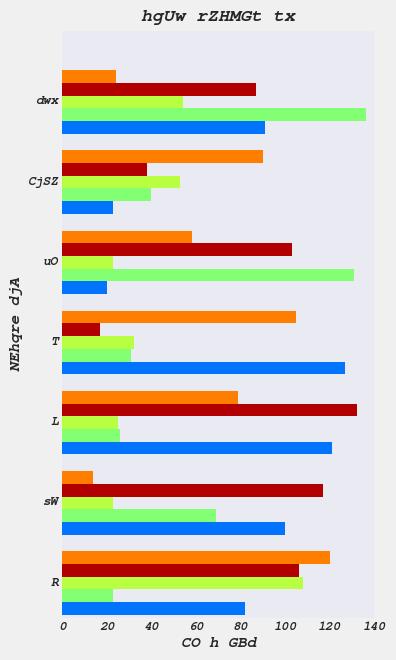 hgUw rZHMGt tx
NEhqre djA
dwx
CjSZ
uO
T
L
sW
R
0 20 40 60 80 100 120 140
CO h GBd